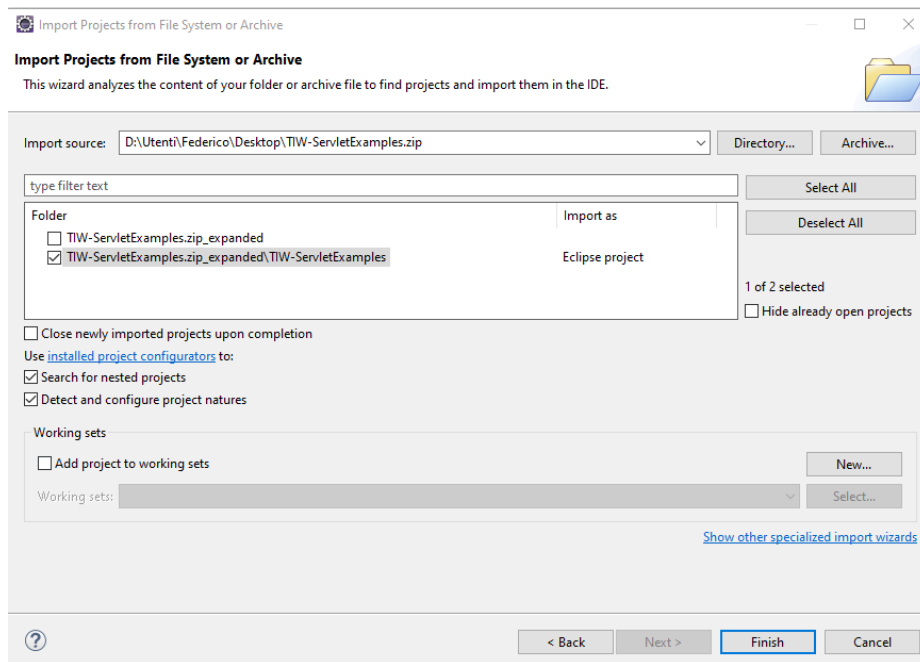 Import Projects from File System or Archive
Import Projects from File System or Archive
This wizard analyzes the content of your folder or archive file to find projects and import them in the IDE.
Import source: D:\Utenti\Federico\Desktop\TIW-ServletExamples.zip Directory... Archive...
type filter text Select All
Folder Import as Deselect All
TIW-ServletExamples.zip_expanded
TIW-ServletExamples.zip_expanded\TIW-ServletExamples Eclipse project
1 of 2 selected
Hide already open projects
Close newly imported projects upon completion
Use installed project configurators to:
Search for nested projects
Detect and configure project natures
Working sets
Add project to working sets New...
Working sets: Select...
Show other specialized import wizards
? < Back Next > Finish Cancel